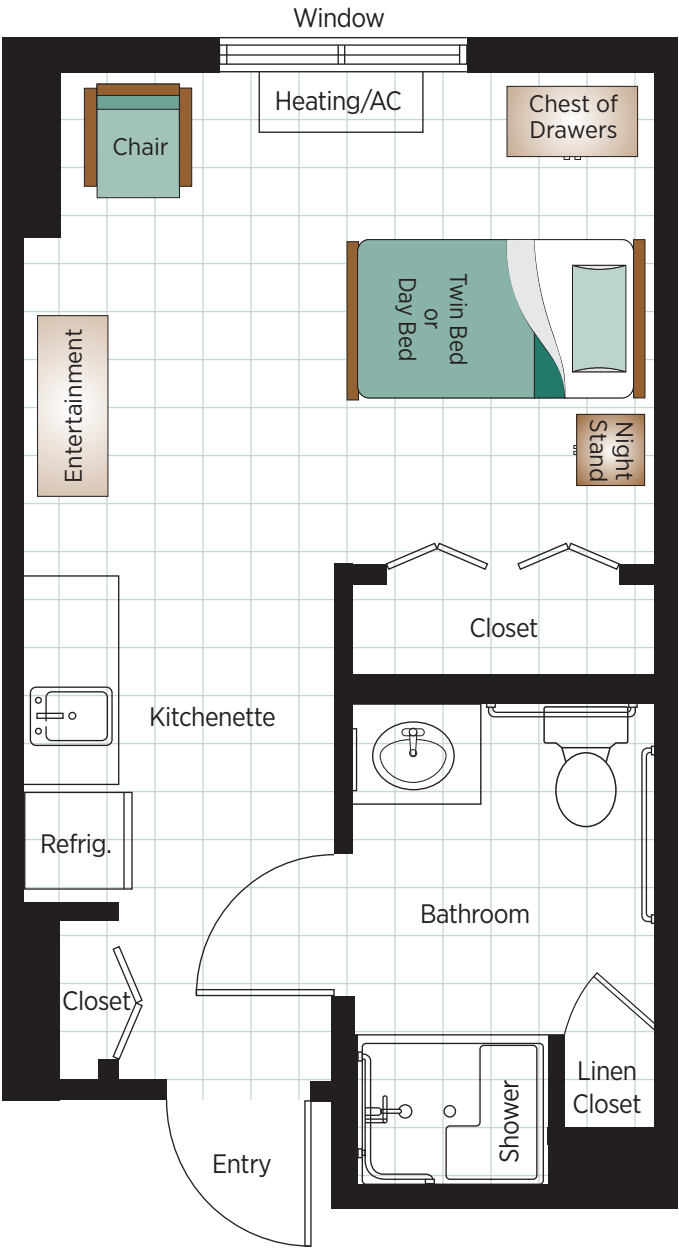 Window
Heating/AC
Chest of
Drawers
Chair
Twin Bed
or
Day Bed
Entertainment
Night
Stand
Closet
Kitchenette
Refrig.
Bathroom
Closet
Linen
Closet
Shower
Entry